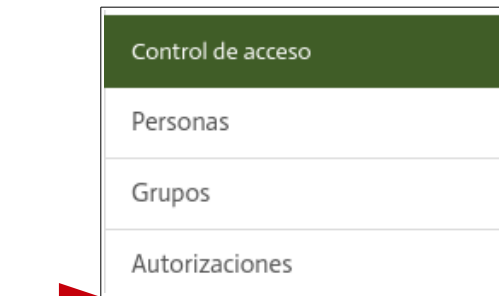 Control de acceso
Personas
Grupos
Autorizaciones